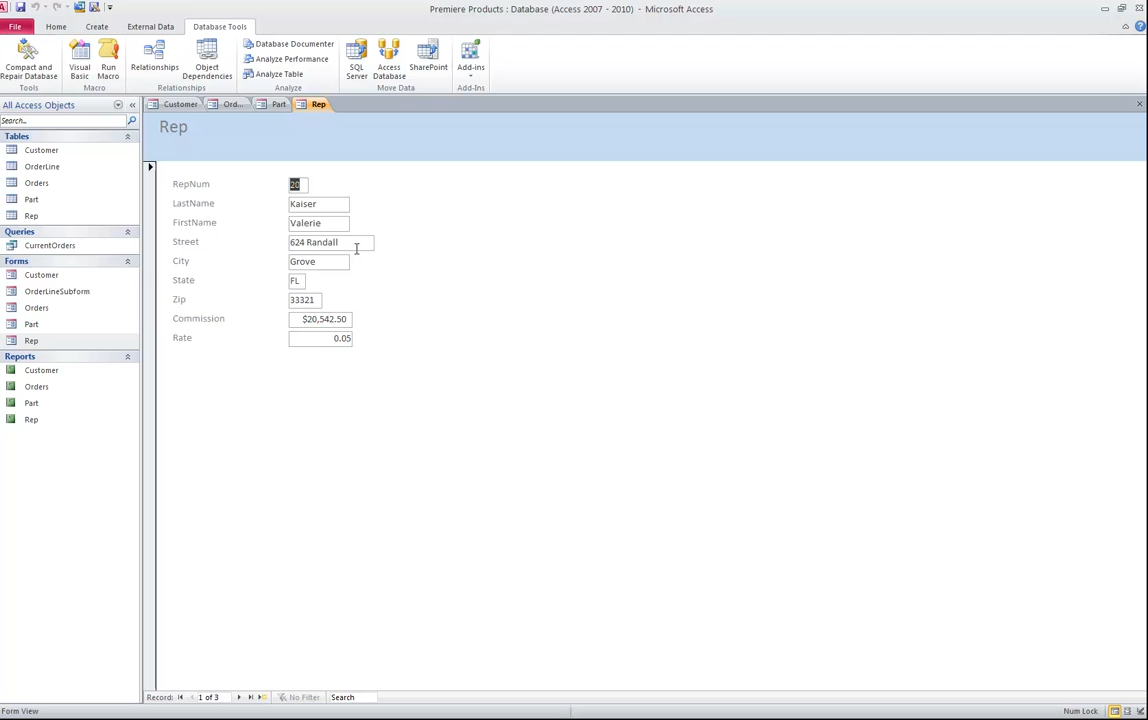 Premiere Products : Database (Access 2007 - 2010) - Microsoft Access
File Home Create External Data Database Tools
Compact and Repair Database
Visual Basic
Run Macro
Relationships
Object Dependencies
Database Documenter
Analyze Performance
Analyze Table
SQL Server
Access Database
SharePoint
Add-ins
Tools Macro Relationships Analyze Move Data Add-Ins
All Access Objects
Search...
Tables
Customer
OrderLine
Orders
Part
Rep
Queries
CurrentOrders
Forms
Customer
OrderLineSubform
Orders
Part
Rep
Reports
Customer
Orders
Part
Rep
Customer Ord... Part Rep
Rep
RepNum 20
LastName Kaiser
FirstName Valerie
Street 624 Randall
City Grove
State FL
Zip 33321
Commission $20,542.50
Rate 0.05
Record: 1 of 3 No Filter Search
Form View Num Lock